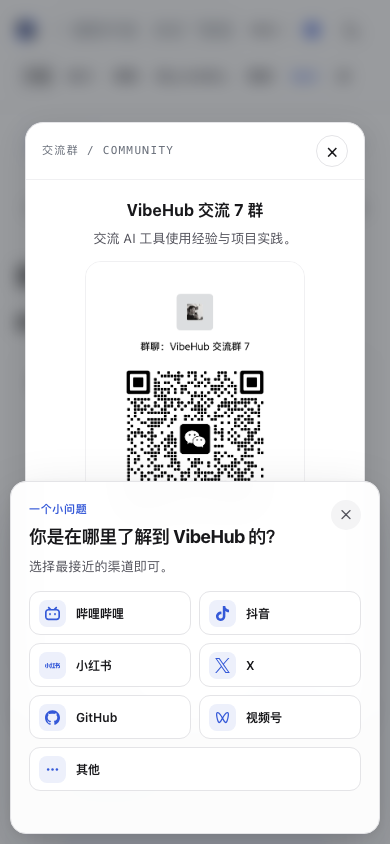 交流群 / COMMUNITY
VibeHub 交流 7 群
交流 AI 工具使用经验与项目实践。
群聊：VibeHub 交流群 7
一个小问题
你是在哪里了解到 VibeHub 的？
选择最接近的渠道即可。
哔哩哔哩
抖音
小红书
小红书
X
GitHub
视频号
其他